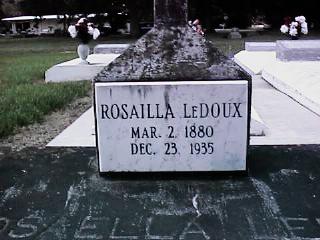 ROSAILLA LEDOUX
MAR. 2. 1880
DEC. 23. 1935